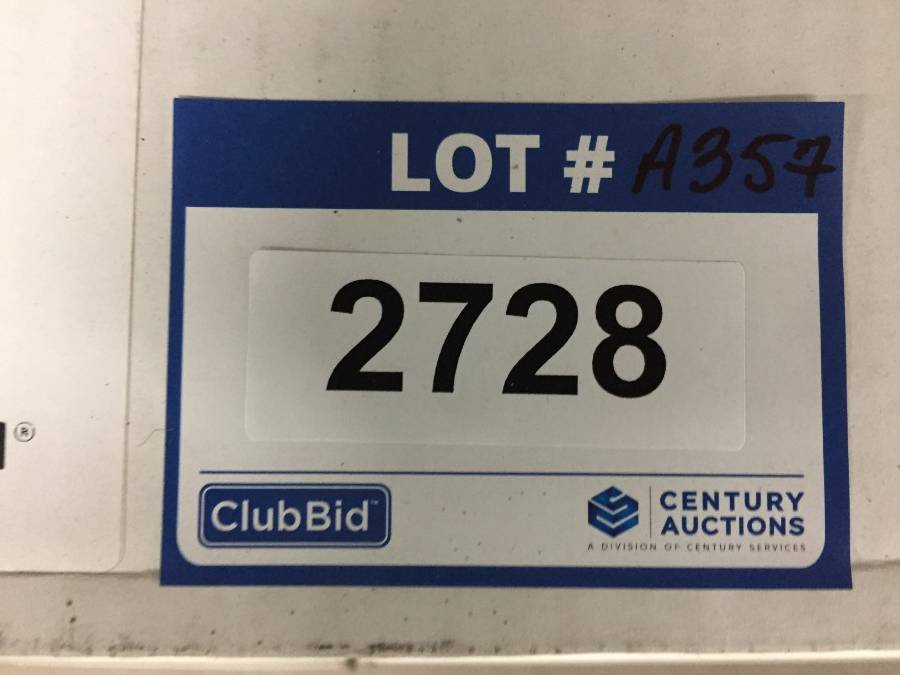 LOT # A357
2728
®
ClubBid™
CENTURY
AUCTIONS
A DIVISION OF CENTURY SERVICES